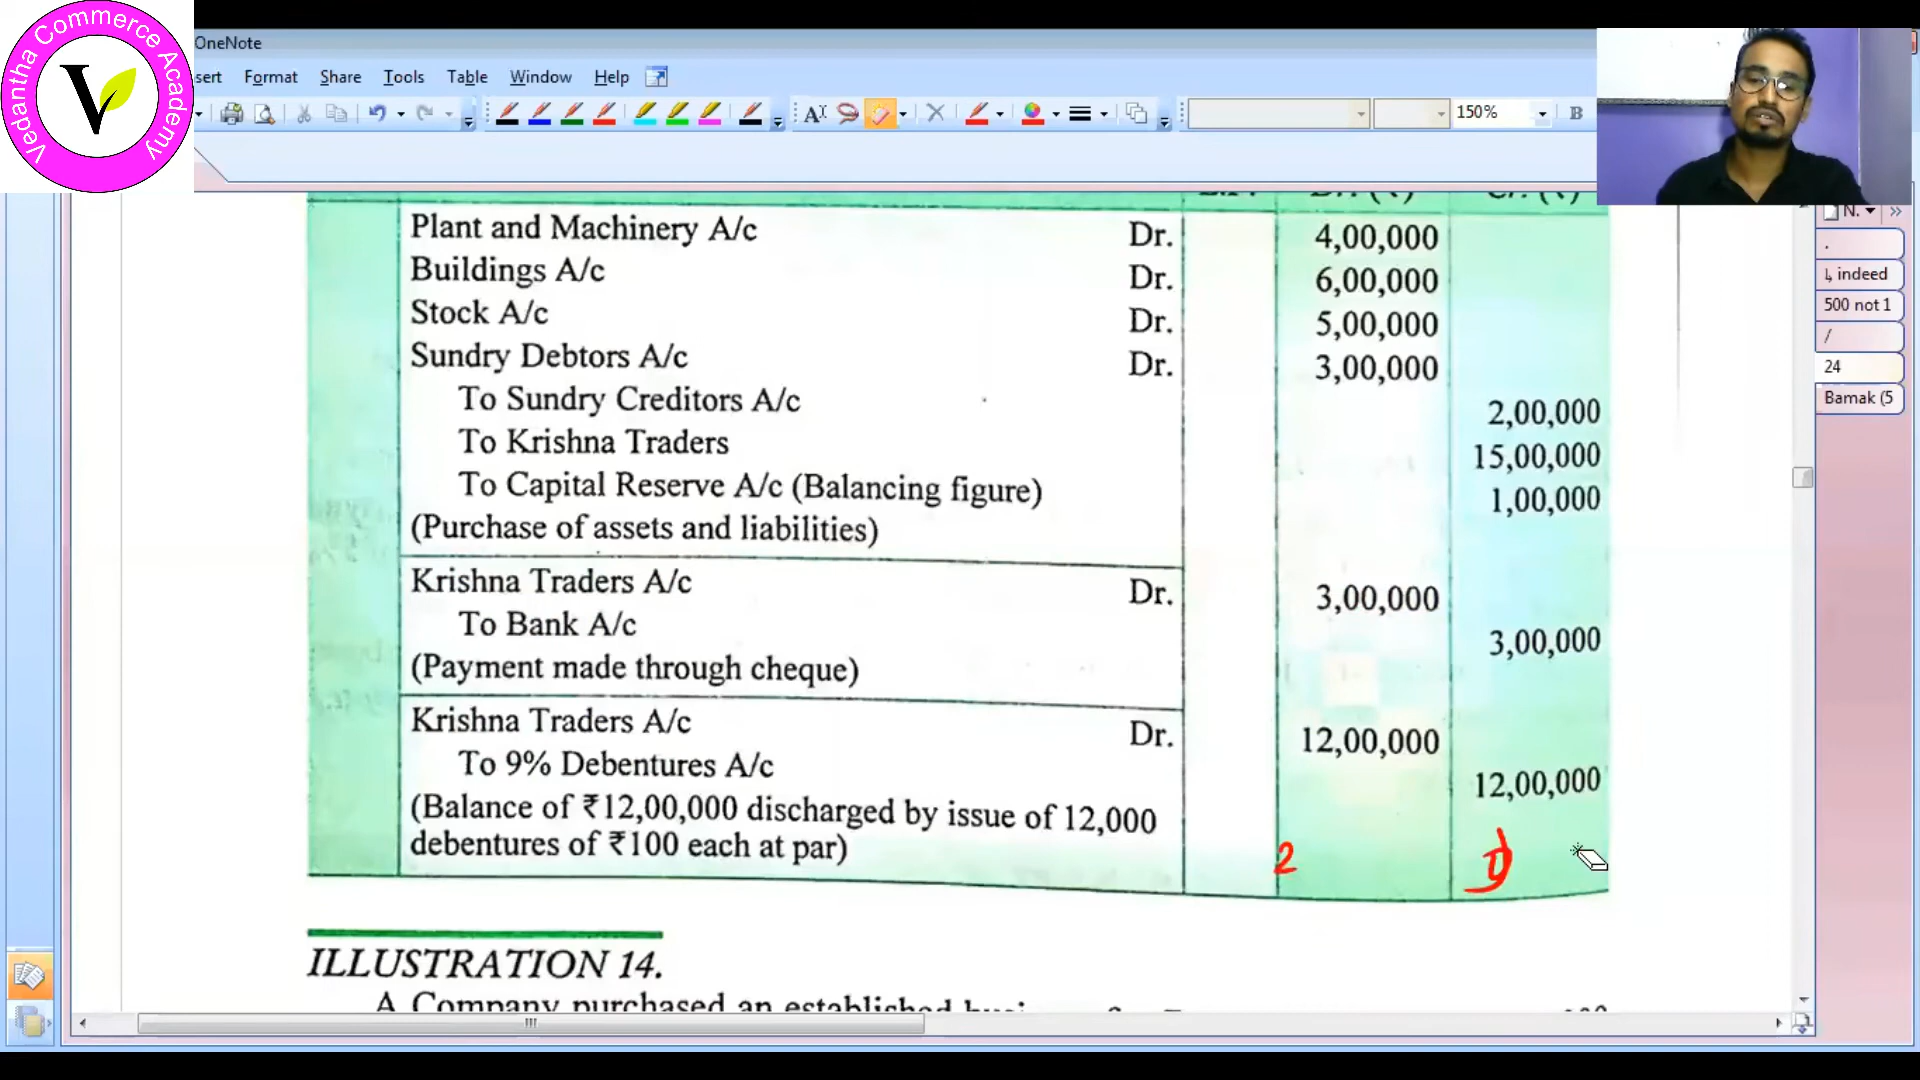 Vedantha Commerce Academy
V
OneNote
sert Format Share Tools Table Window Help
150% B
N.
.
indeed
500 not 1
/
24
Bamak (5
Plant and Machinery A/c Dr. 4,00,000
Buildings A/c Dr. 6,00,000
Stock A/c Dr. 5,00,000
Sundry Debtors A/c Dr. 3,00,000
To Sundry Creditors A/c 2,00,000
To Krishna Traders 15,00,000
To Capital Reserve A/c (Balancing figure) 1,00,000
(Purchase of assets and liabilities)
Krishna Traders A/c Dr. 3,00,000
To Bank A/c 3,00,000
(Payment made through cheque)
Krishna Traders A/c Dr. 12,00,000
To 9% Debentures A/c 12,00,000
(Balance of ₹12,00,000 discharged by issue of 12,000
debentures of ₹100 each at par)
2
ILLUSTRATION 14.
A Company purchased an established